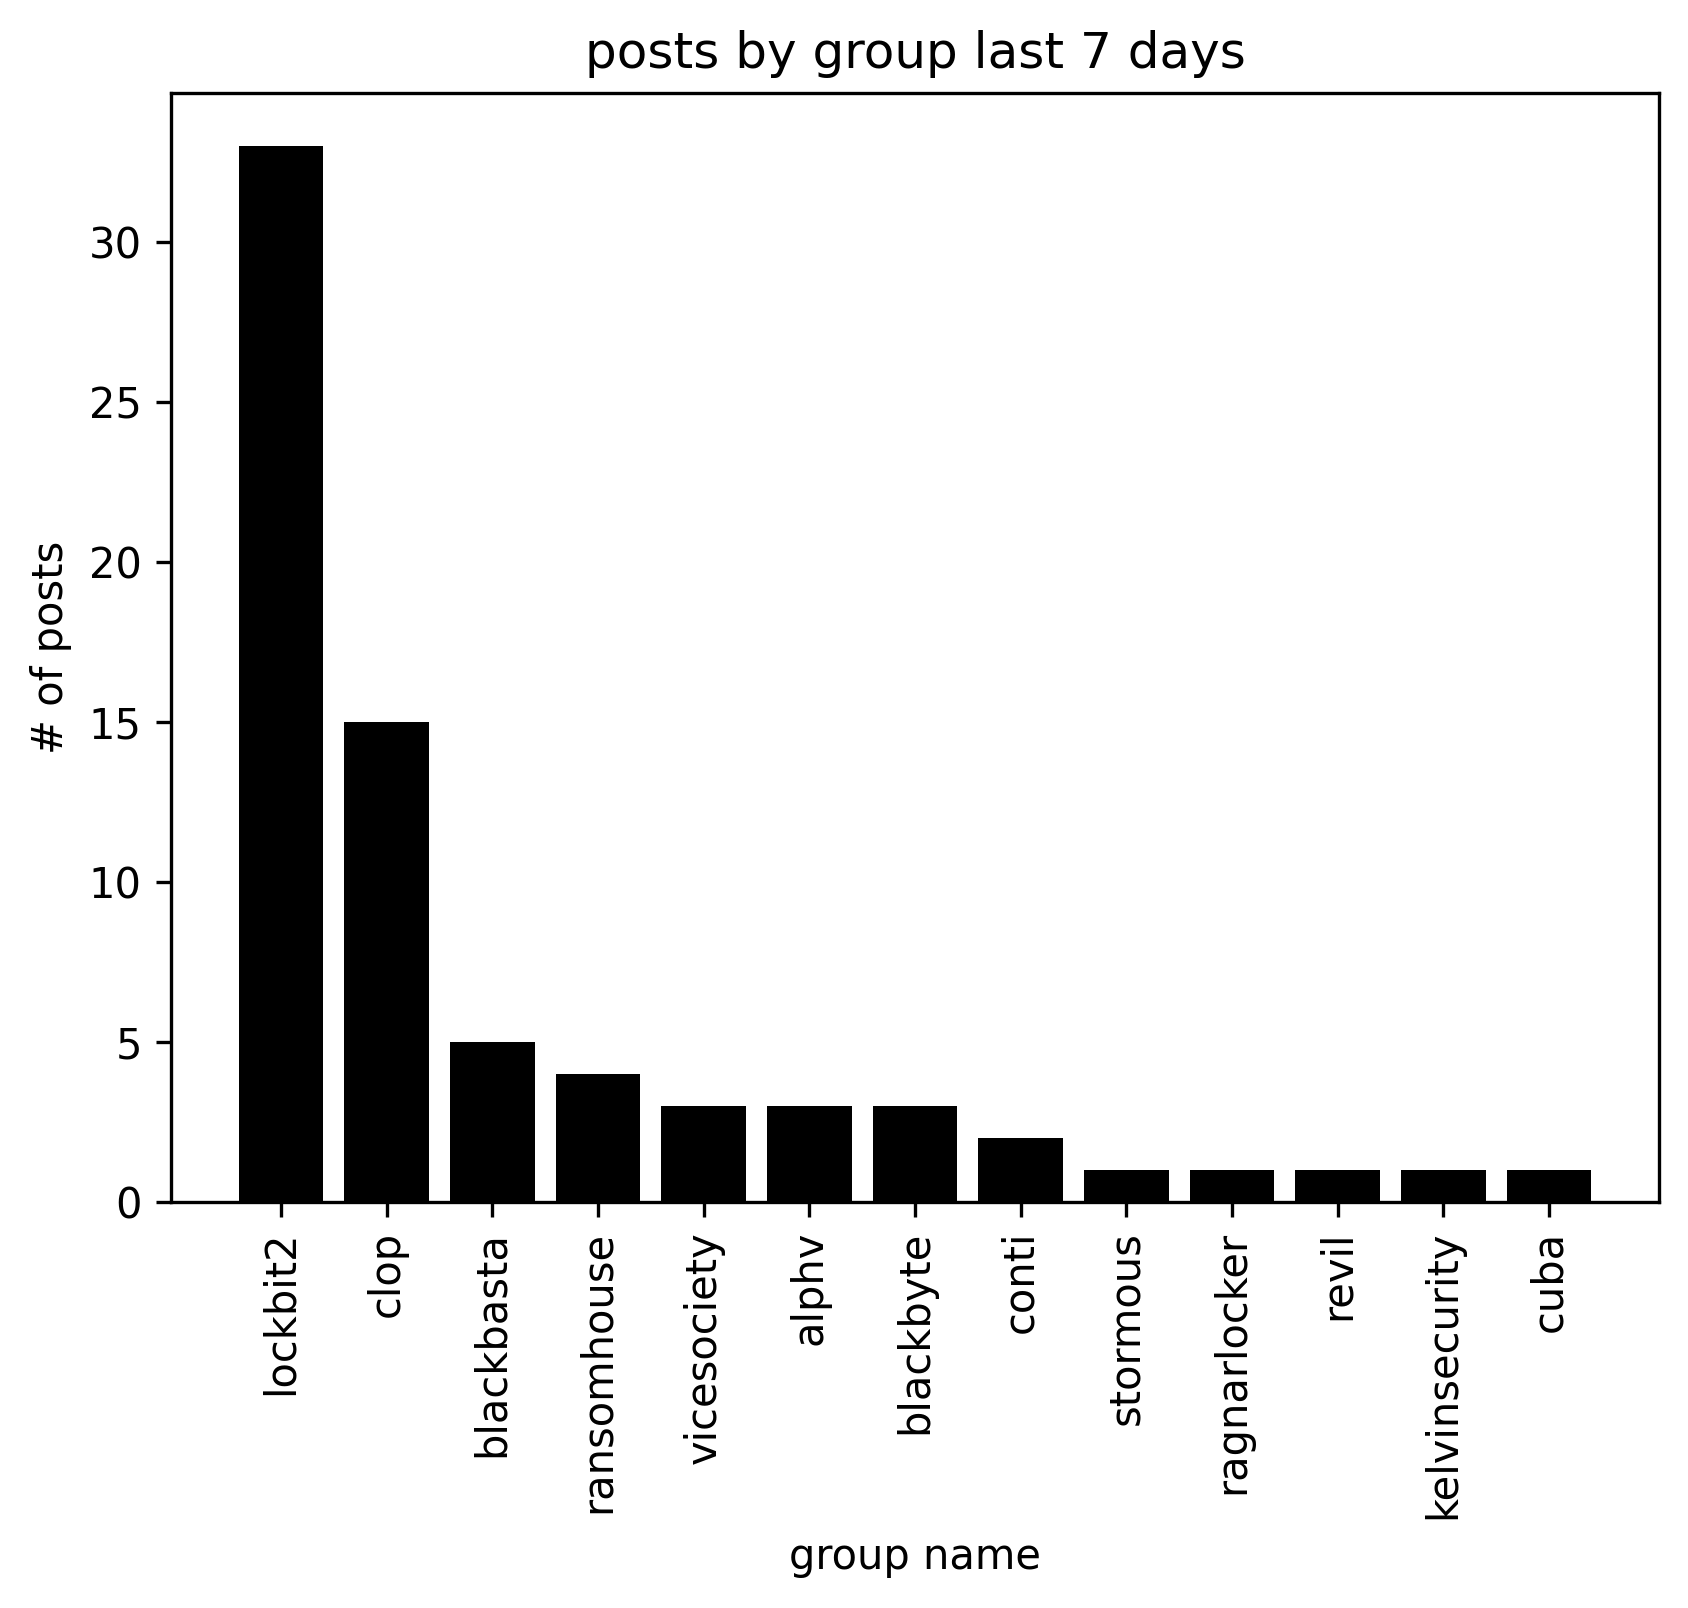 posts by group last 7 days
# of posts
30
25
20
15
10
5
0
lockbit2
clop
blackbasta
ransomhouse
vicesociety
alphv
blackbyte
conti
stormous
ragnarlocker
revil
kelvinsecurity
cuba
group name